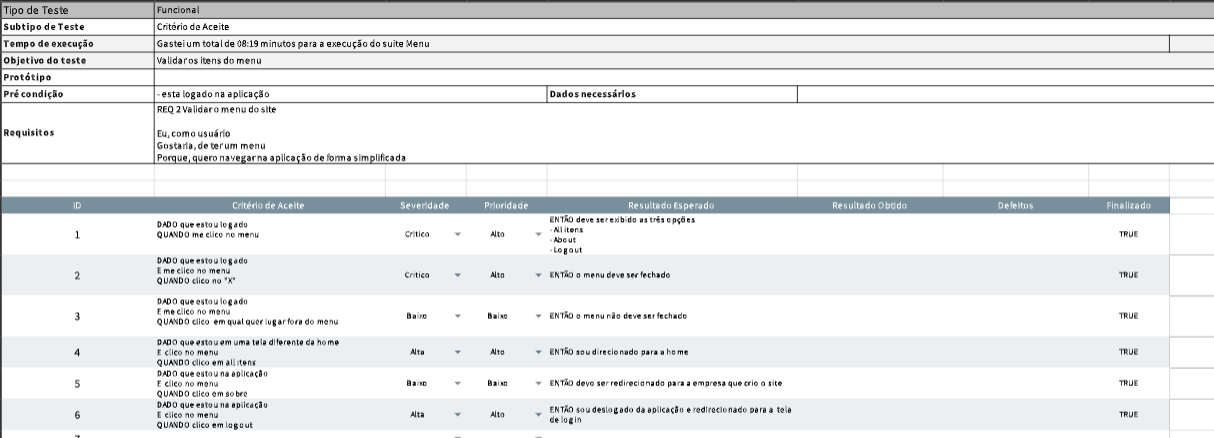 Tipo de Teste Funcional
Subtipo de Teste Critério de Aceite
Tempo de execução Gastei um total de 08:19 minutos para a execução do suite Menu
Objetivo do teste Validar os itens do menu
Protótipo
Pré condição - esta logado na aplicação Dados necessários
REQ 2 Validar o menu do site
Requisitos
Eu, como usuário
Gostaria, de ter um menu
Porque, quero navegar na aplicação de forma simplificada
ID Critério de Aceite Severidade Prioridade Resultado Esperado Resultado Obtido Defeitos Finalizado
1
DADO que estou logado
QUANDO me clico no menu
Crítico Alto
ENTÃO deve ser exibido as três opções
- All itens
- About
- Logout
TRUE
2
DADO que estou logado
E me clico no menu
QUANDO clico no "X"
Crítico Alto ENTÃO o menu deve ser fechado TRUE
3
DADO que estou logado
E me clico no menu
QUANDO clico em qual quer lugar fora do menu
Baixo Baixo ENTÃO o menu não deve ser fechado TRUE
4
DADO que estou em uma tela diferente da home
E clico no menu
QUANDO clico em all itens
Alta Alto ENTÃO sou direcionado para a home TRUE
5
DADO que estou na aplicação
E clico no menu
QUANDO clico em sobre
Baixo Baixo ENTÃO devo ser redirecionado para a empresa que crio o site TRUE
6
DADO que estou na aplicação
E clico no menu
QUANDO clico em logout
Alta Alto
ENTÃO sou deslogado da aplicação e redirecionado para a tela
de login
TRUE